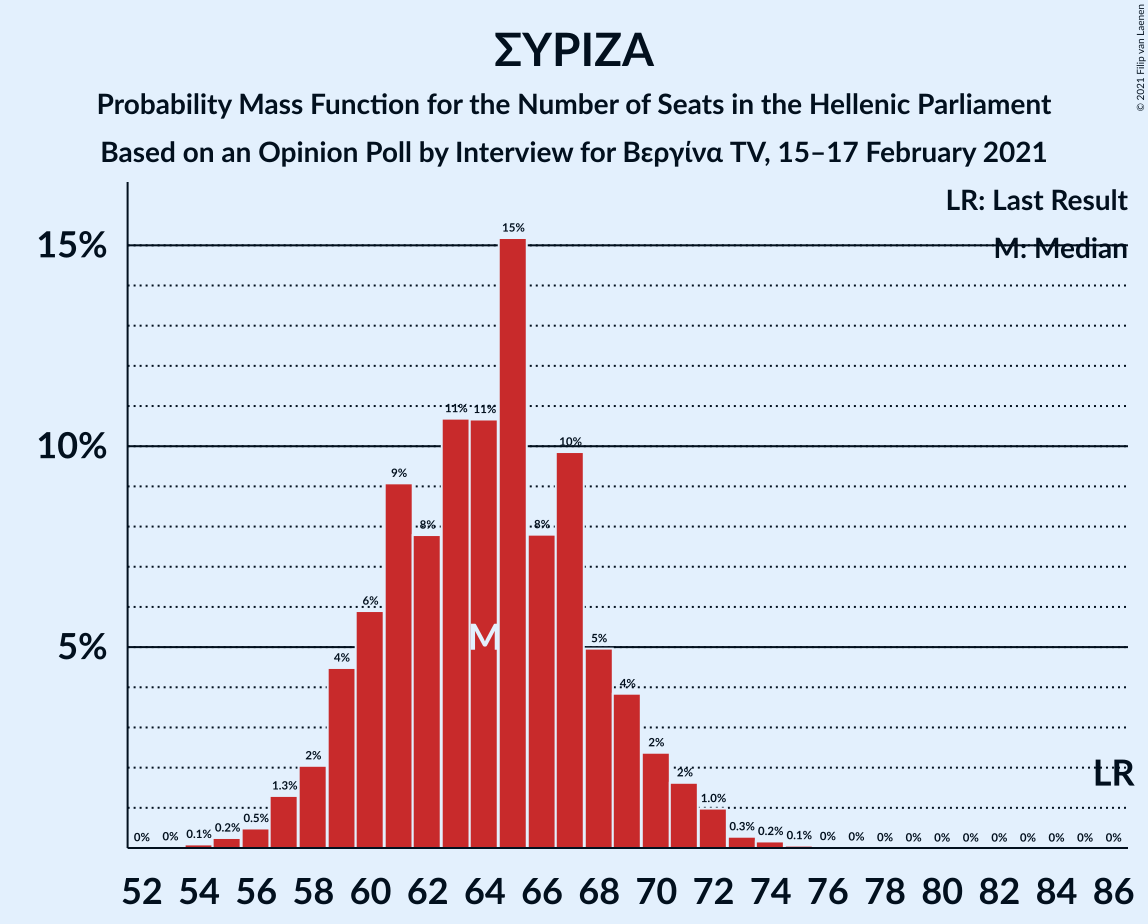 ΣΥΡΙΖΑ
Probability Mass Function for the Number of Seats in the Hellenic Parliament
Based on an Opinion Poll by Interview for Βεργίνα TV, 15–17 February 2021
© 2021 Filip van Laenen
LR: Last Result
M: Median
15%
10%
5%
0% 0% 0.1% 0.2% 0.5% 1.3% 2% 4% 6% 9% 8% 11% 11% 15% 8% 10% 5% 4% 2% 2% 1.0% 0.3% 0.2% 0.1% 0% 0% 0% 0% 0% 0% 0% 0% 0% 0% 0%
M
LR
52 54 56 58 60 62 64 66 68 70 72 74 76 78 80 82 84 86